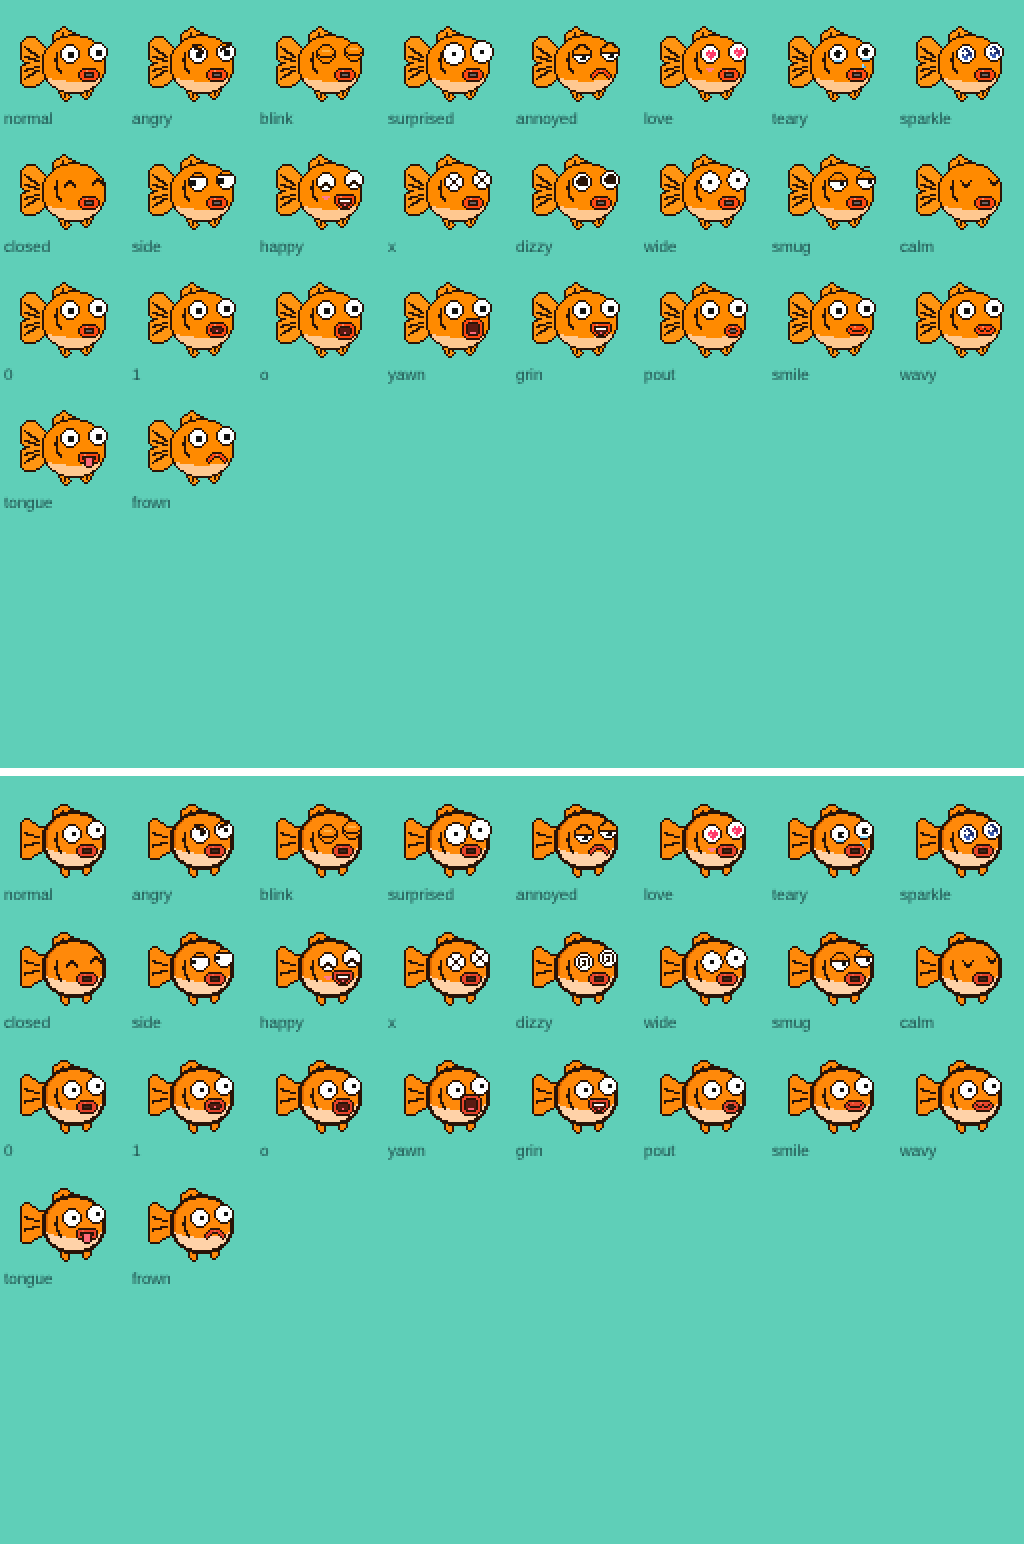 normal angry blink surprised annoyed love teary sparkle
closed side happy x dizzy wide smug calm
0 1 o yawn grin pout smile wavy
tongue frown
normal angry blink surprised annoyed love teary sparkle
closed side happy x dizzy wide smug calm
0 1 o yawn grin pout smile wavy
tongue frown